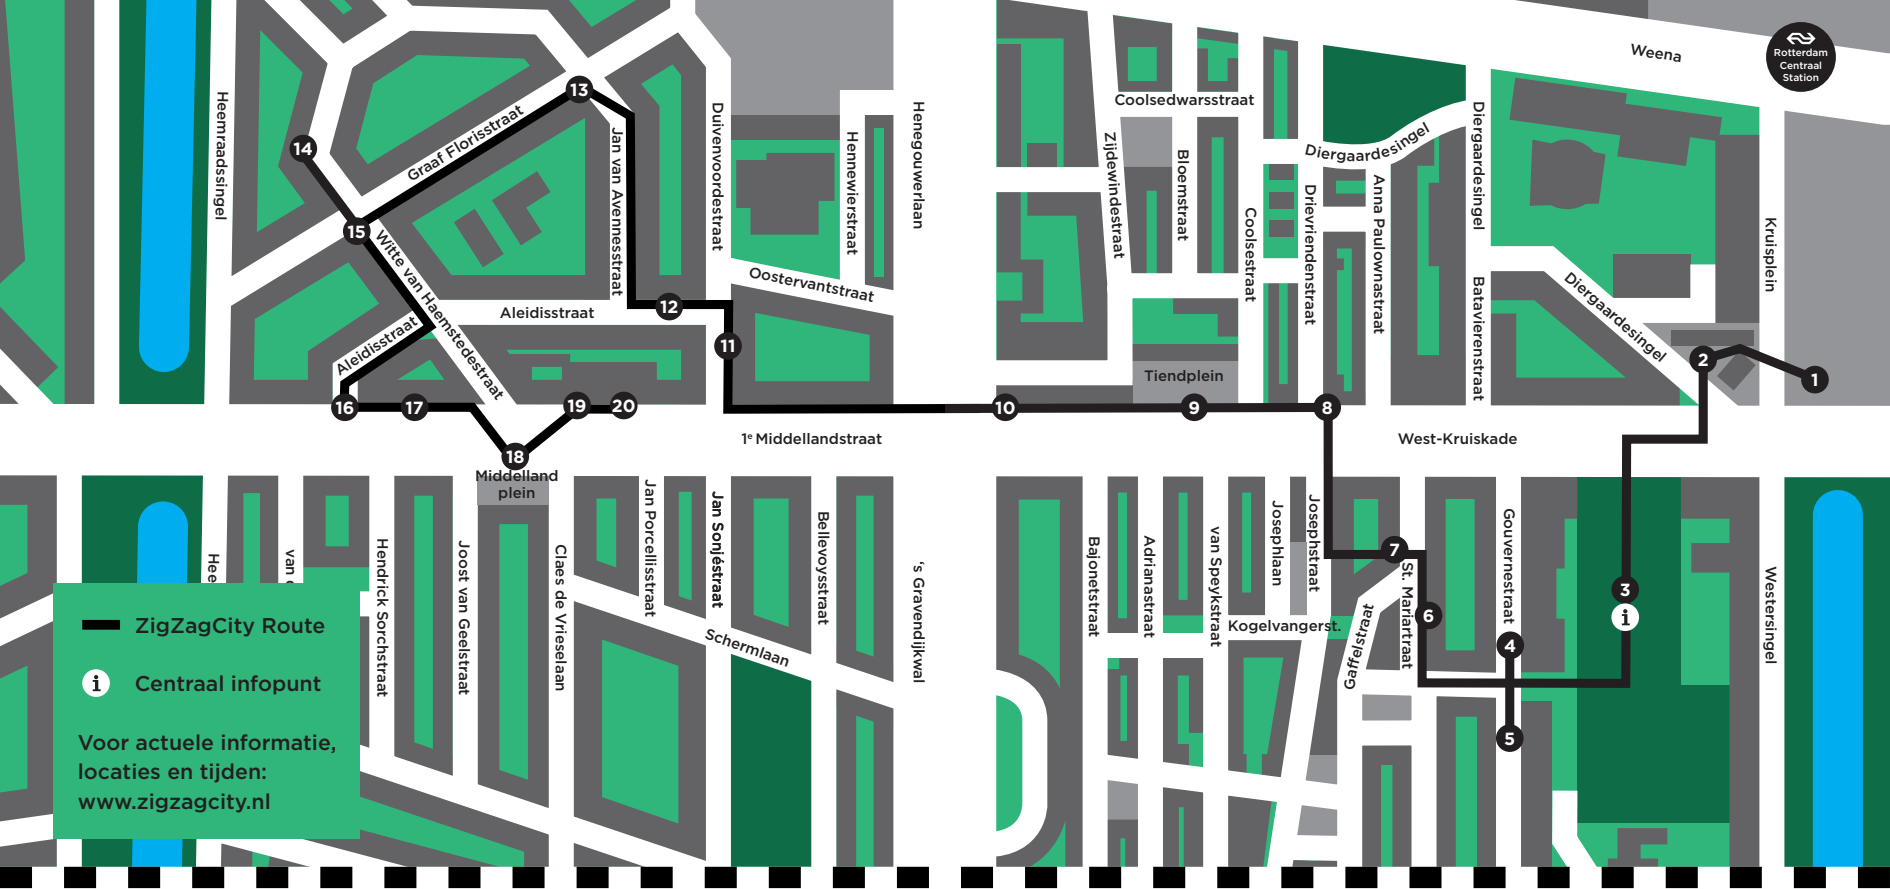 Weena
Rotterdam
Centraal
Station
Heemraadssingel
Graaf Florisstraat
13
14
15
Jan van Avennesstraat
Duivenvoordestraat
Hennewierstraat
Henegouwerlaan
Oostervantstraat
Witte van Haemstedestraat
Aleidisstraat
12
11
Aleidisstraat
16
17
18
19
20
Coolsedwarsstraat
Zijdewindestraat
Bloemstraat
Coolsestraat
Drievriendenstraat
Diergaardesingel
Anna Paulownastraat
Diergaardesingel
Batavierenstraat
Diergaardesingel
Kruisplein
Tiendplein
10
9
8
2
1
1e Middellandstraat
West-Kruiskade
Middelland
plein
Hee
van
Hendrick Sorchstraat
Joost van Geelstraat
Claes de Vrieselaan
Jan Porcellisstraat
Jan Sonjéstraat
Bellevoysstraat
Schermlaan
's Gravendijkwal
Bajonetstraat
Adrianastraat
van Speykstraat
Josephlaan
Josephstraat
Kogelvangerst.
Gaffelstraat
St. Mariartraat
7
6
Gouvernestraat
4
5
3
i
Westersingel
ZigZagCity Route
i
Centraal infopunt
Voor actuele informatie,
locaties en tijden:
www.zigzagcity.nl